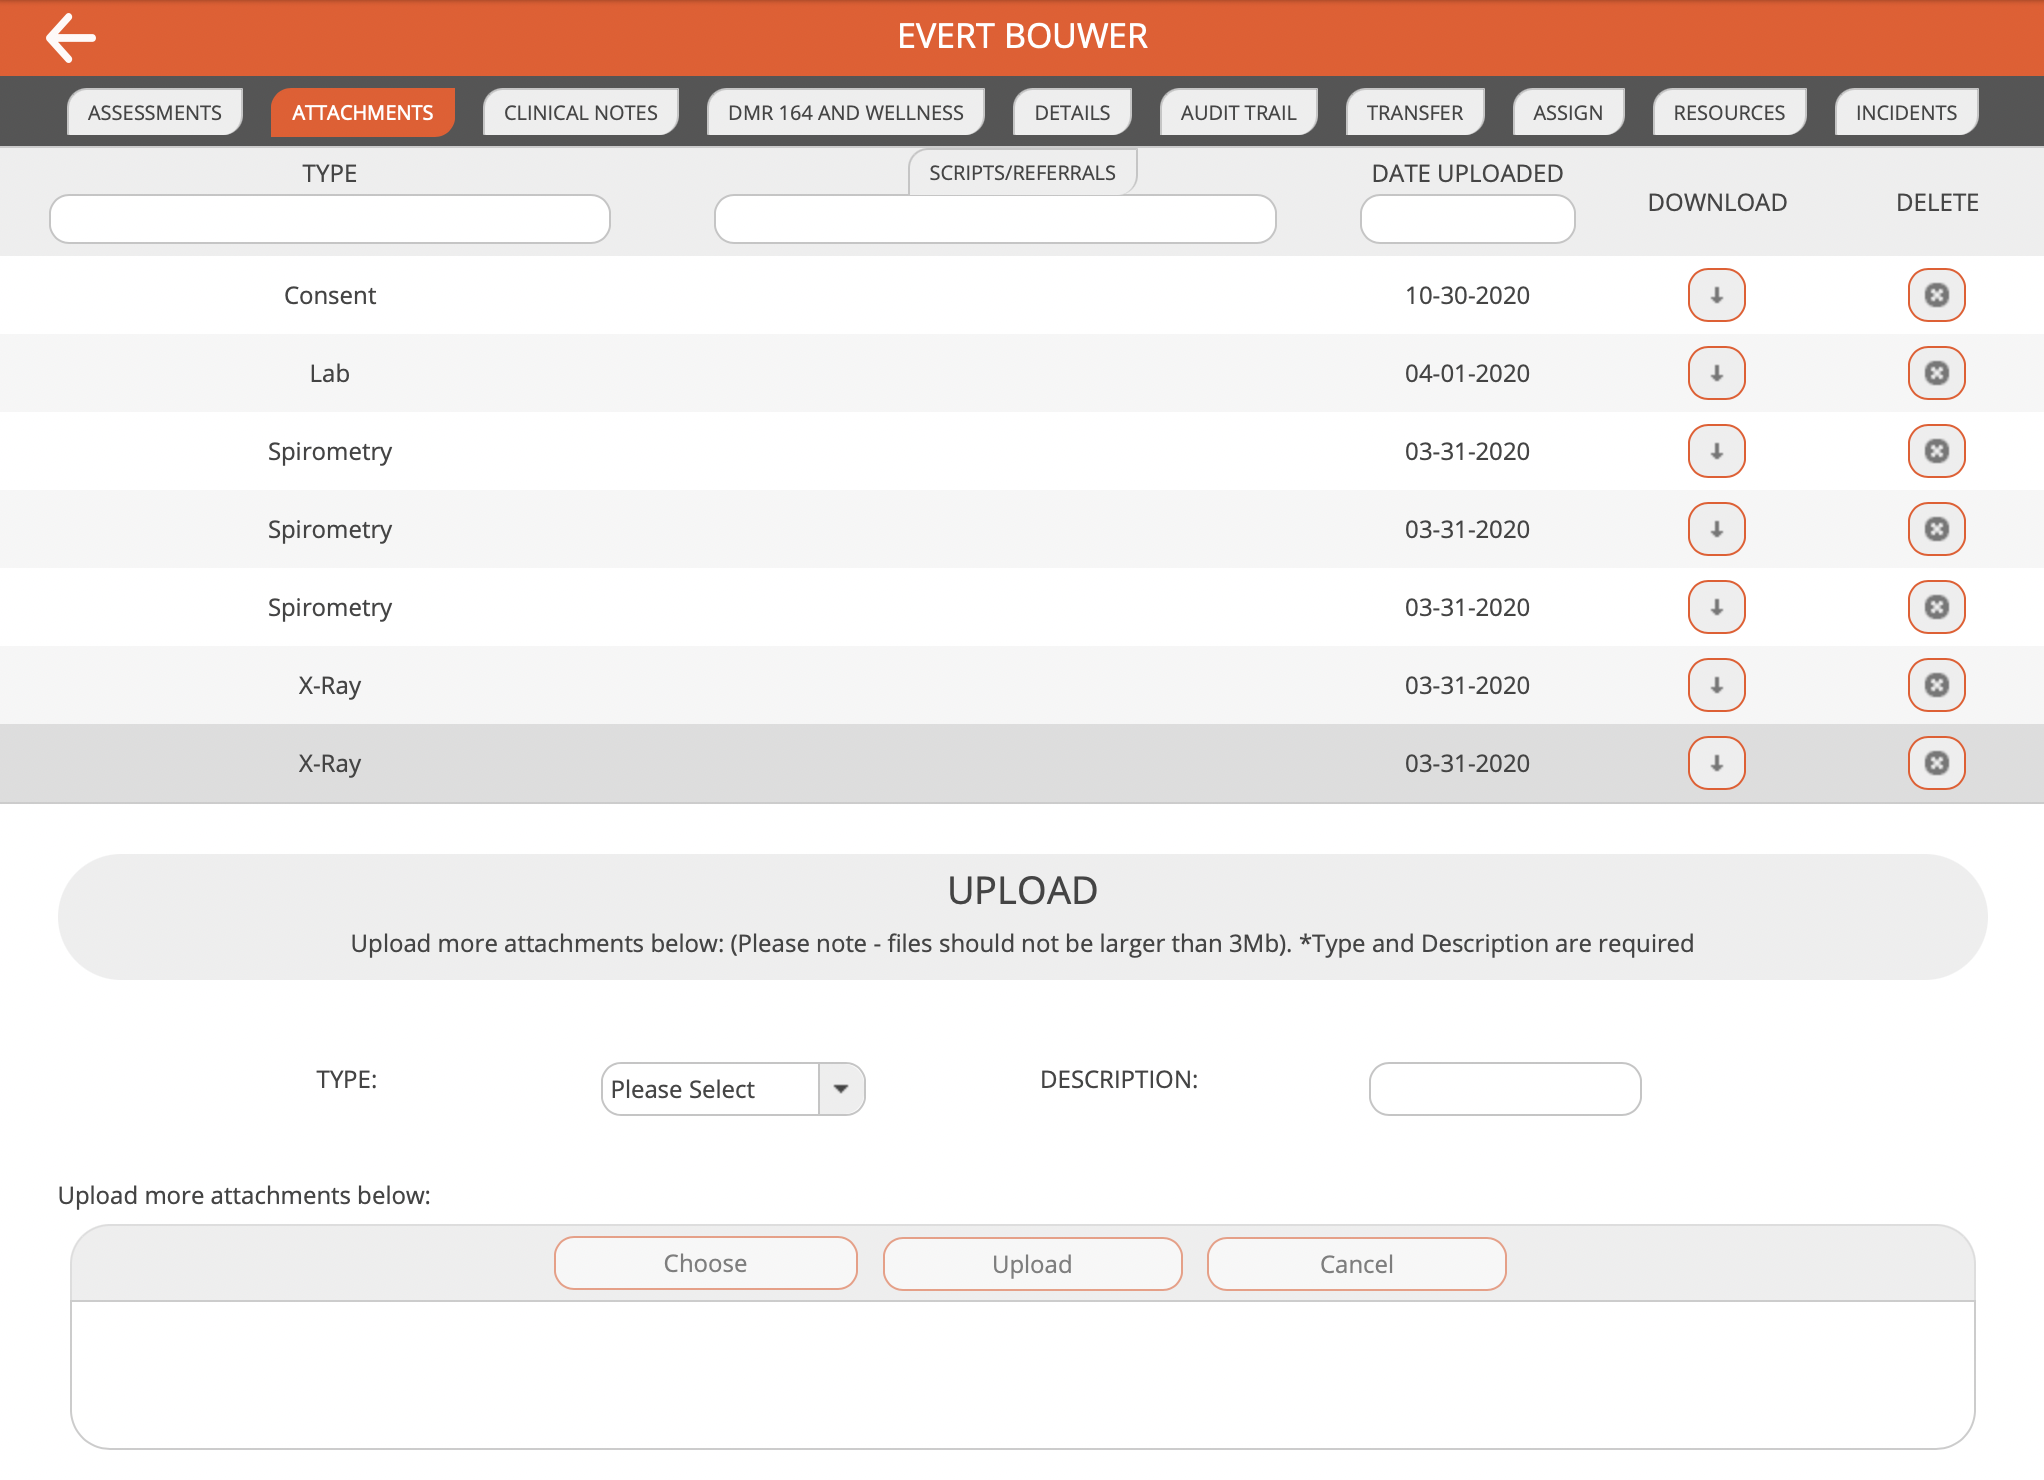 EVERT BOUWER
ASSESSMENTS ATTACHMENTS CLINICAL NOTES DMR 164 AND WELLNESS DETAILS AUDIT TRAIL TRANSFER ASSIGN RESOURCES INCIDENTS
TYPE SCRIPTS/REFERRALS DATE UPLOADED DOWNLOAD DELETE
Consent 10-30-2020
Lab 04-01-2020
Spirometry 03-31-2020
Spirometry 03-31-2020
Spirometry 03-31-2020
X-Ray 03-31-2020
X-Ray 03-31-2020
UPLOAD
Upload more attachments below: (Please note - files should not be larger than 3Mb). *Type and Description are required
TYPE: Please Select DESCRIPTION:
Upload more attachments below:
Choose Upload Cancel